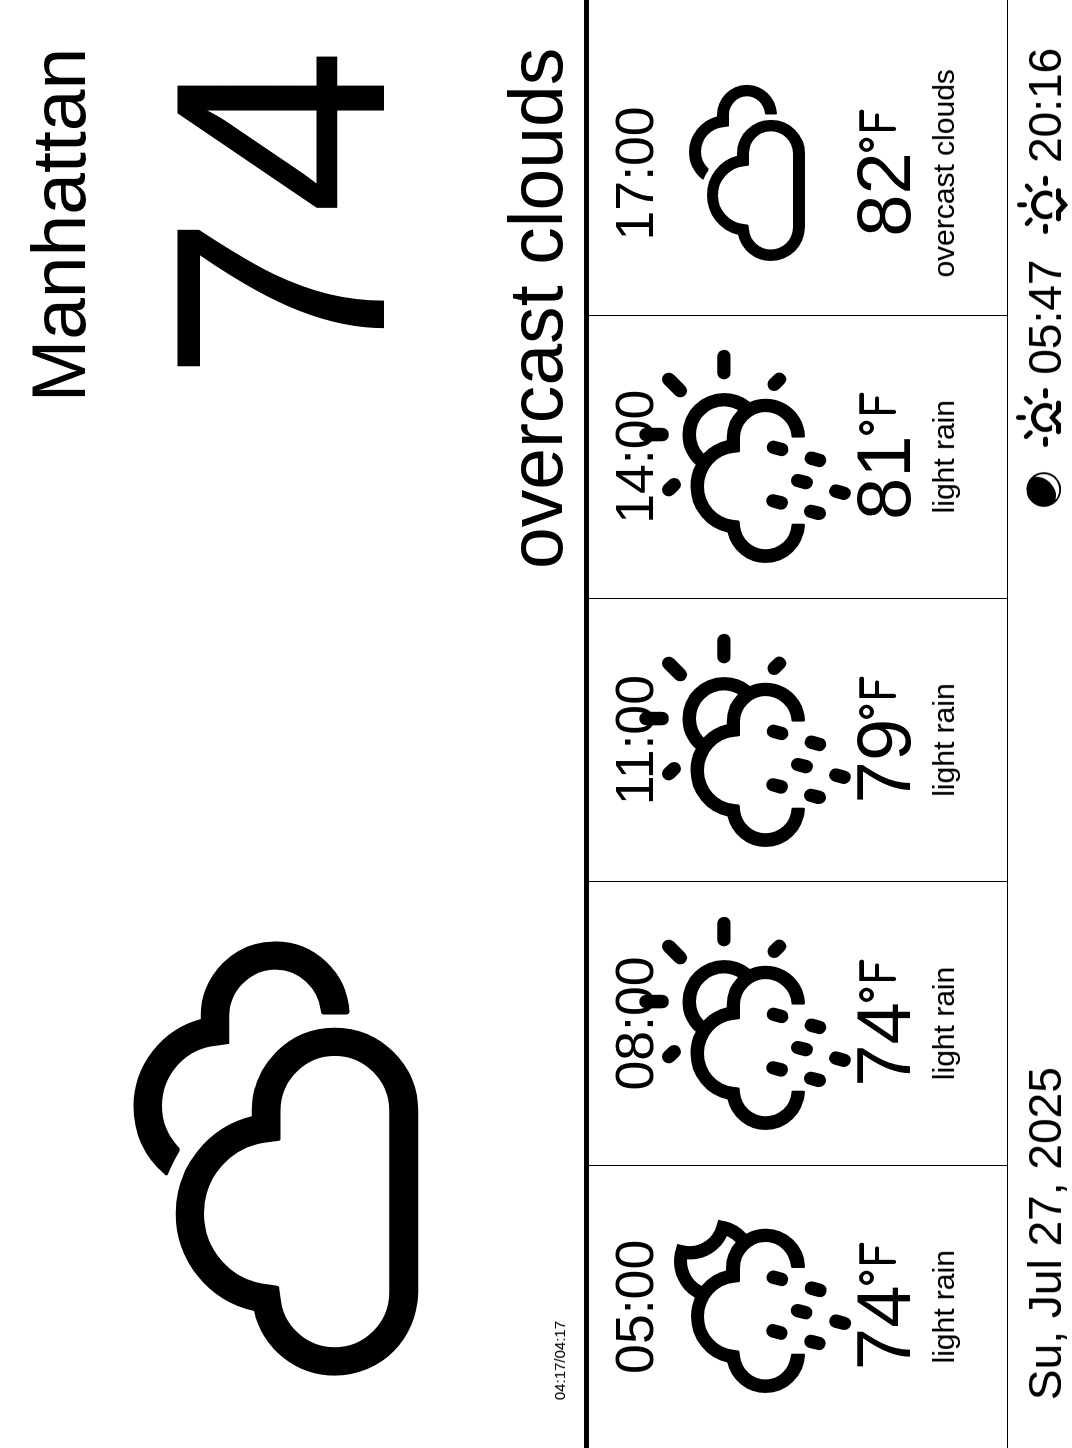 Manhattan
74
overcast clouds
04:17/04:17
05:00
74°F
light rain
08:00
74°F
light rain
11:00
79°F
light rain
14:00
81°F
light rain
17:00
82°F
overcast clouds
Su, Jul 27, 2025
05:47
20:16